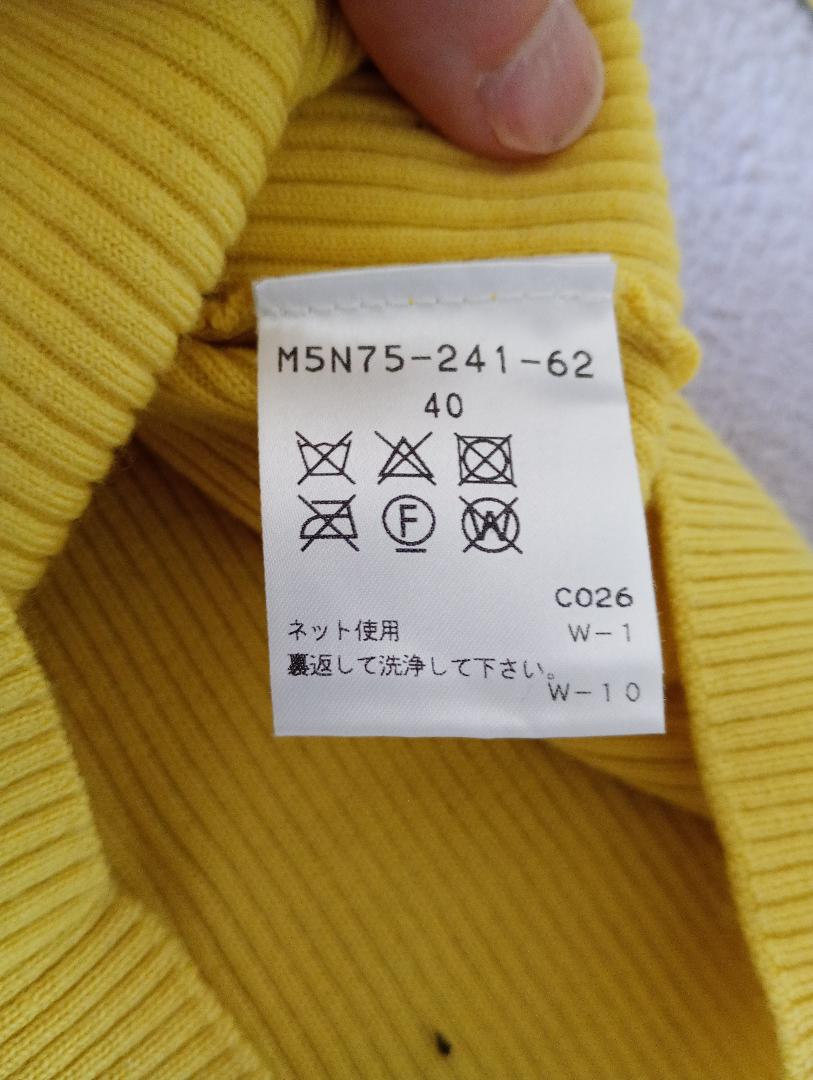 M5N75-241-62
40
F
W
C026
ネット使用
W-1
裏返して洗浄して下さい。
W-10